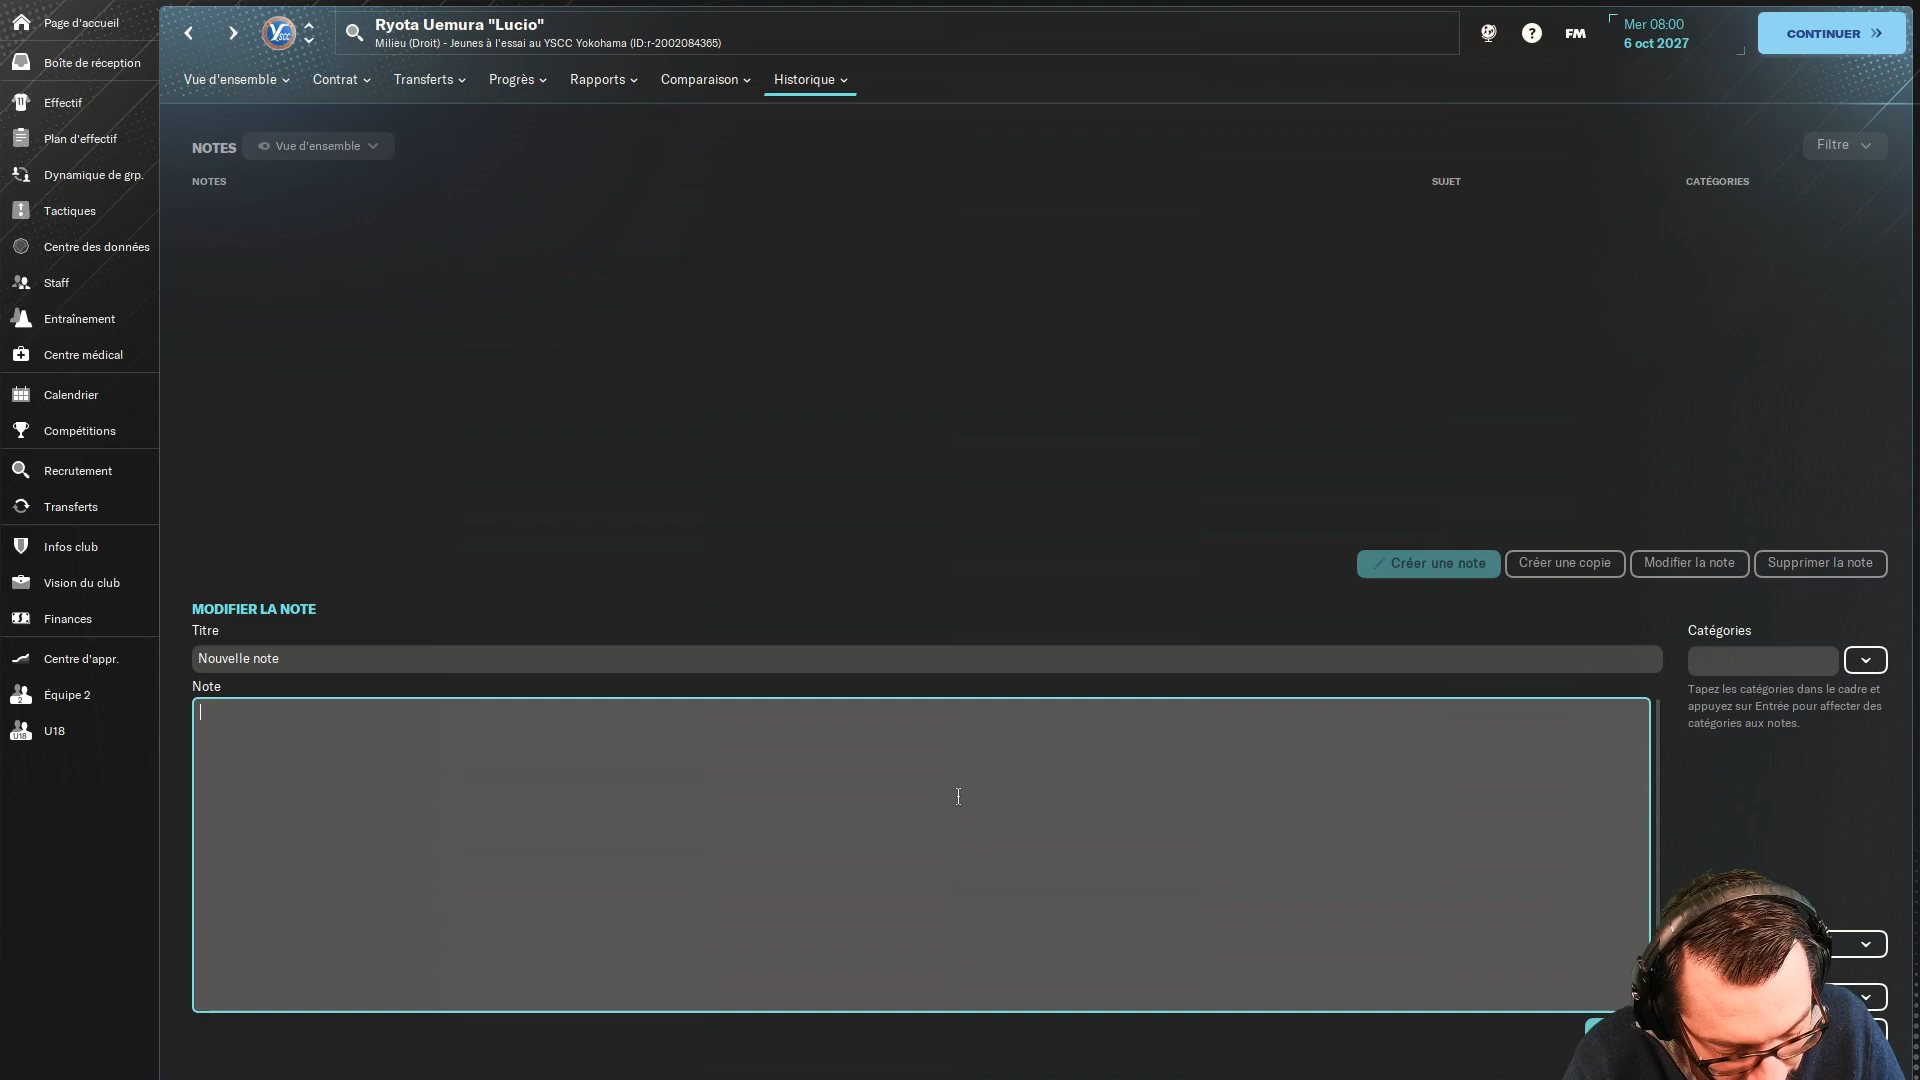 Page d'accueil
Boîte de réception
Effectif
Plan d'effectif
Dynamique de grp.
Tactiques
Centre des données
Staff
Entraînement
Centre médical
Calendrier
Compétitions
Recrutement
Transferts
Infos club
Vision du club
Finances
Centre d'appr.
Équipe 2
U18
Ryota Uemura "Lucio"
Milieu (Droit) - Jeunes à l'essai au YSCC Yokohama (ID:r-2002084365)
FM
Mer 08:00
6 oct 2027
CONTINUER
Vue d'ensemble
Contrat
Transferts
Progrès
Rapports
Comparaison
Historique
NOTES
Vue d'ensemble
Filtre
NOTES
SUJET
CATÉGORIES
Créer une note
Créer une copie
Modifier la note
Supprimer la note
MODIFIER LA NOTE
Titre
Nouvelle note
Note
Catégories
Tapez les catégories dans le cadre et
appuyez sur Entrée pour affecter des
catégories aux notes.